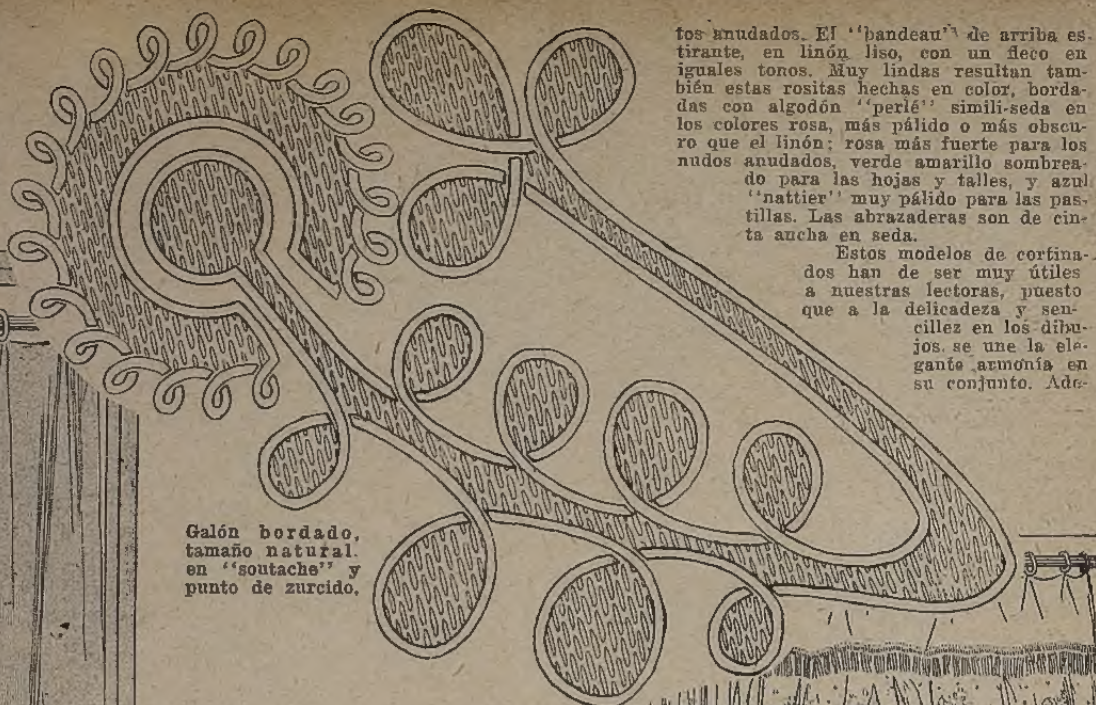 tos anudados. El "bandeau" de arriba es-
tirante, en linón liso, con un fleco en
iguales tonos. Muy lindas resultan tam-
bién estas rositas hechas en color, borda-
das con algodón "perlé" simili-seda en
los colores rosa, más pálido o más obscu-
ro que el linón; rosa más fuerte para los
nudos anudados, verde amarillo sombrea-
do para las hojas y talles, y azul
"nattier" muy pálido para las pas-
tillas. Las abrazaderas son de cin-
ta ancha en seda.
Estos modelos de cortina-
dos han de ser muy útiles
a nuestras lectoras, puesto
que a la delicadeza y sen-
cillez en los dibu-
jos, se une la ele-
gante armonía en
su conjunto. Ade-
Galón bordado,
tamaño natural.
en "soutache" y
punto de zurcido.